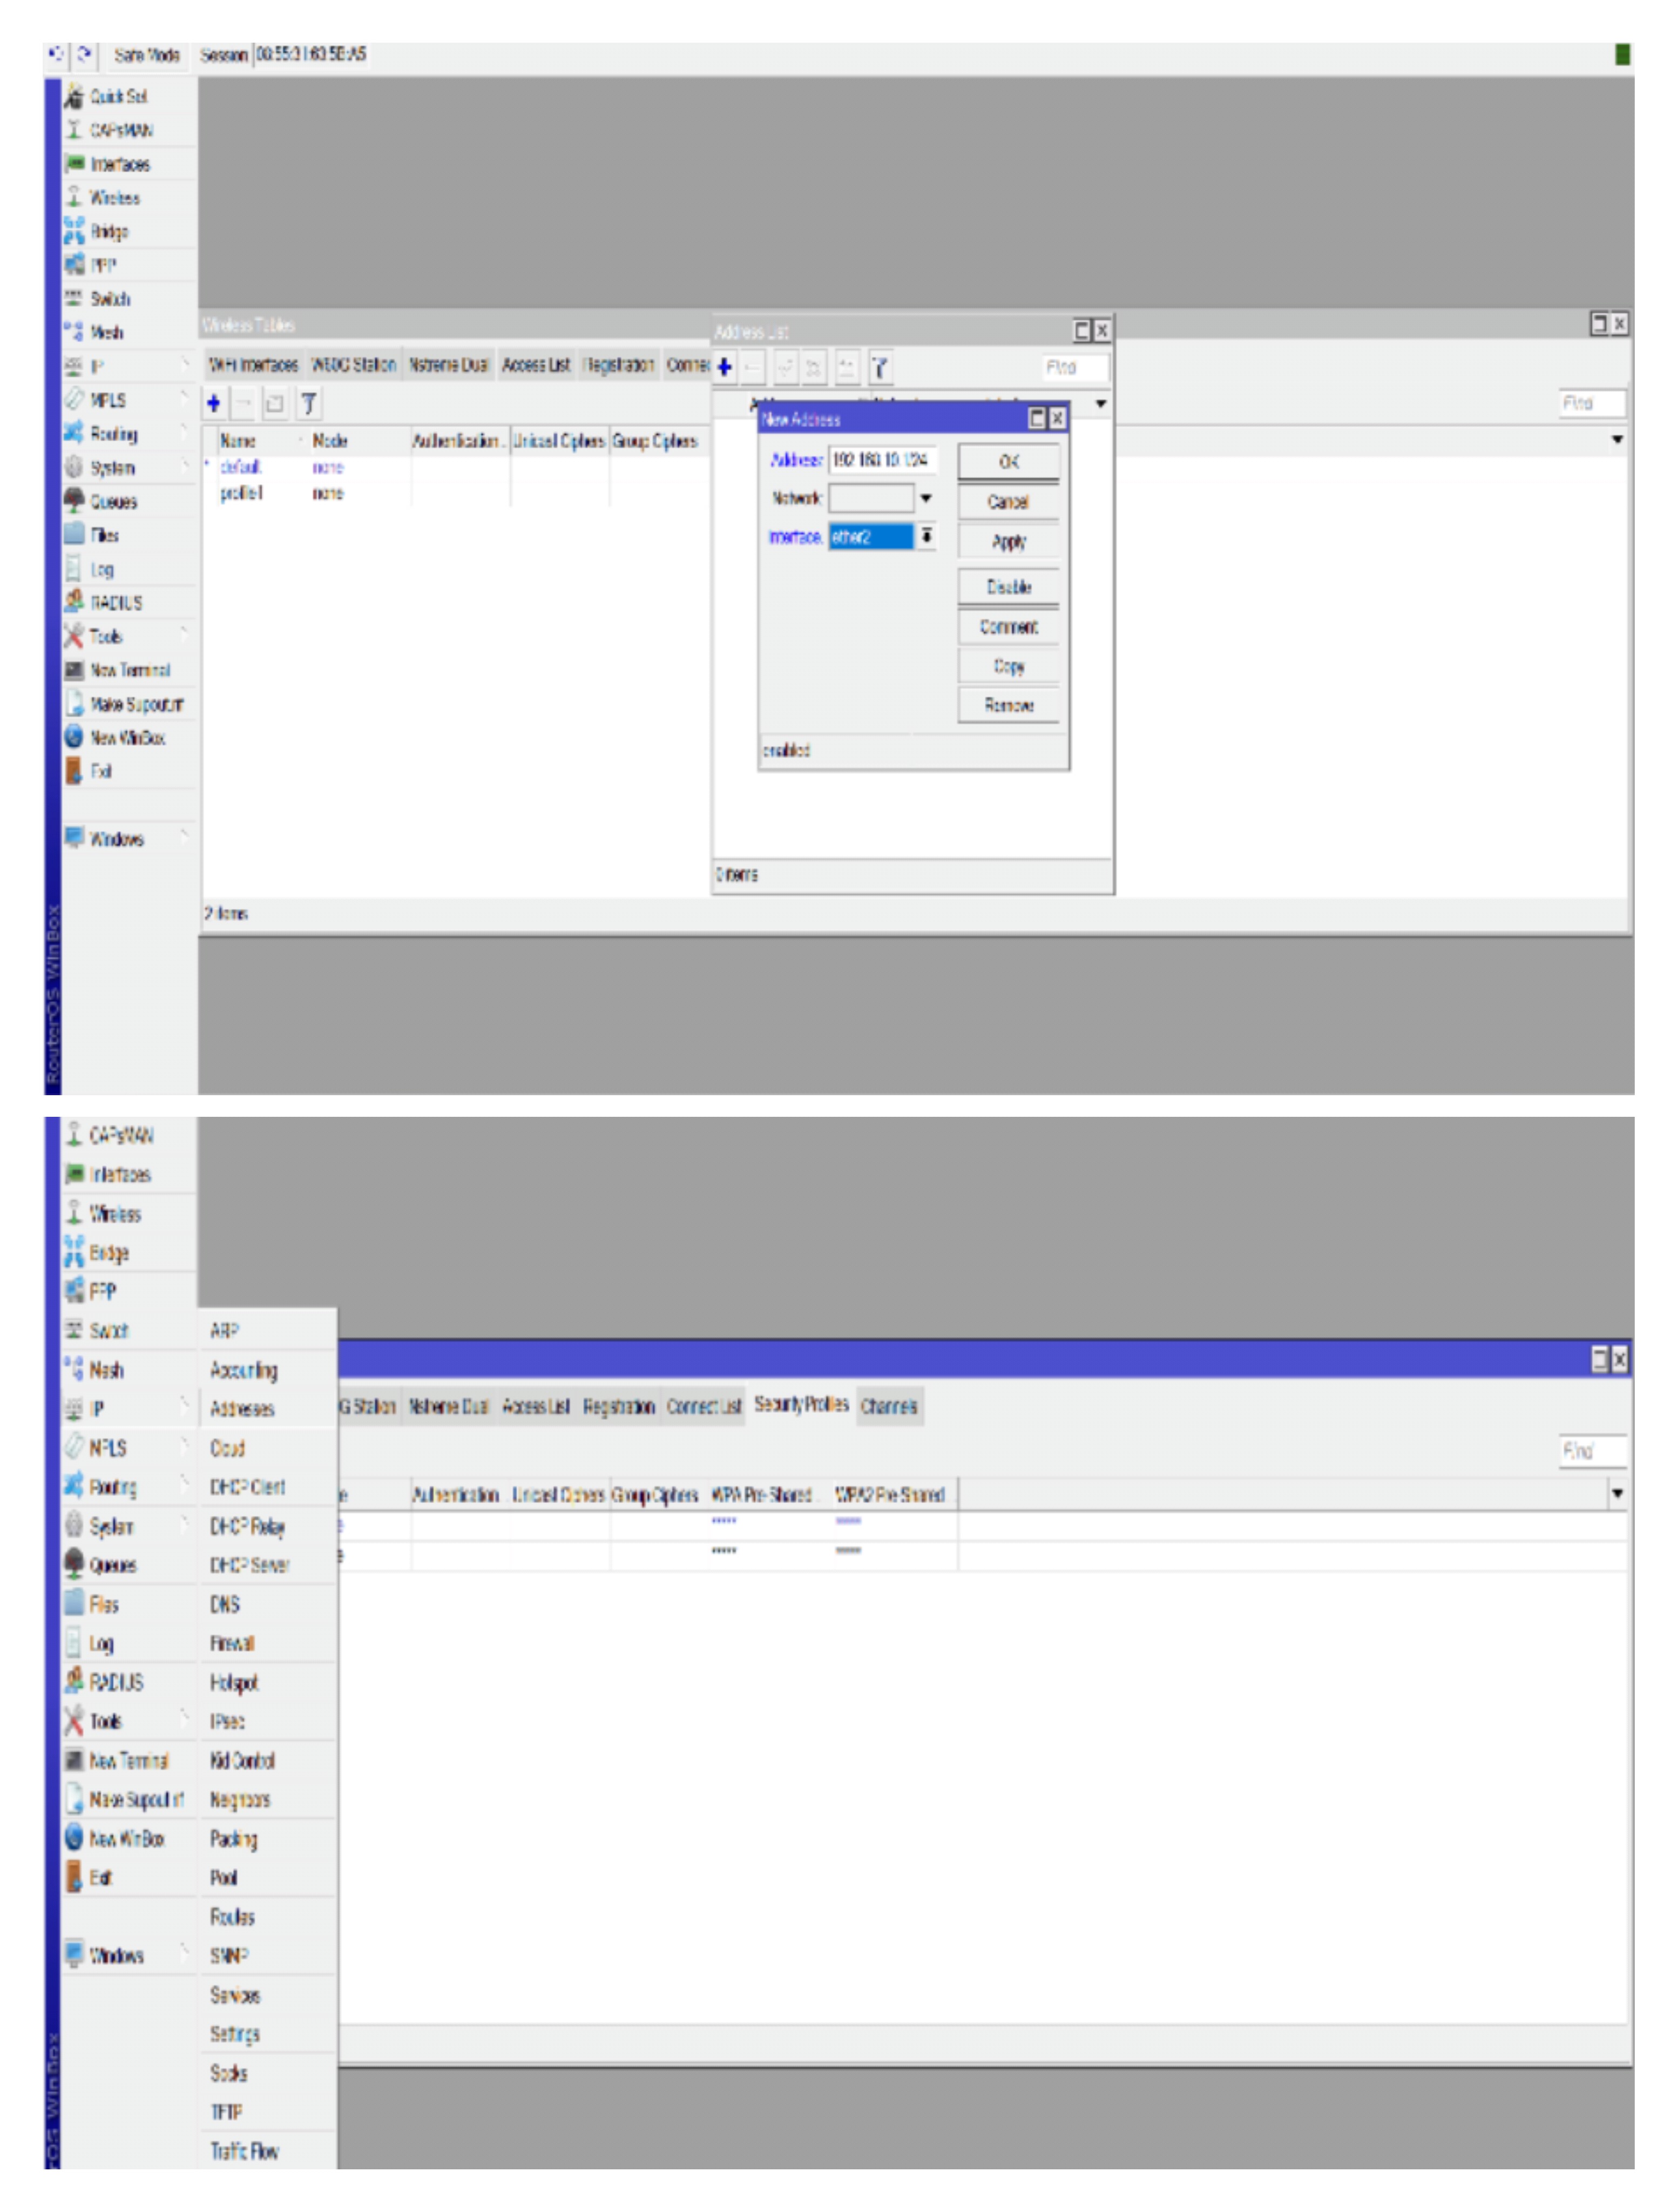 Safe Mode Session 08:55:31:63:5B:A5
Quick Set
CAPsMAN
Interfaces
Wireless
Bridge
PPP
Switch
Mesh
IP
MPLS
Routing
System
Queues
Files
Log
RADIUS
Tools
New Terminal
Make Supout.rif
New WinBox
Exit
Windows
RouterOS WinBox
Wireless Tables
WiFi Interfaces W60G Station Nstreme Dual Access List Registration Connec
Find
Name Mode Authentication... Unicast Ciphers Group Ciphers
* default none
profile1 none
2 items
Address List
Find
New Address
Address: 192.168.10.1/24
Network:
Interface: ether2
OK
Cancel
Apply
Disable
Comment
Copy
Remove
enabled
0 items
CAPsMAN
Interfaces
Wireless
Bridge
PPP
Switch
Mesh
IP
MPLS
Routing
System
Queues
Files
Log
RADIUS
Tools
New Terminal
Make Supout.rif
New WinBox
Exit
Windows
rOS WinBox
ARP
Accounting
Addresses
Cloud
DHCP Client
DHCP Relay
DHCP Server
DNS
Firewall
Hotspot
IPsec
Kid Control
Neighbors
Packing
Pool
Routes
SNMP
Services
Settings
Socks
TFTP
Traffic Flow
G Station Nstreme Dual Access List Registration Connect List Security Profiles Channels
Find
e Authentication... Unicast Ciphers Group Ciphers WPA Pre-Shared ... WPA2 Pre-Shared ...
e ***** *****
e ***** *****